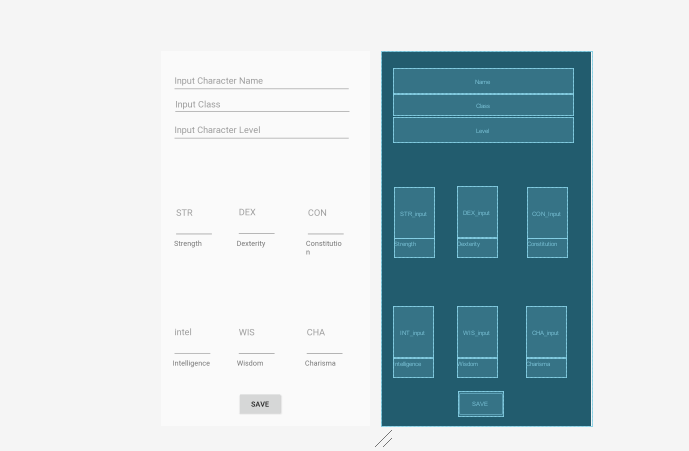 Input Character Name
Input Class
Input Character Level
STR
DEX
CON
Strength
Dexterity
Constitutio
n
intel
WIS
CHA
Intelligence
Wisdom
Charisma
SAVE
Name
Class
Level
STR_input
DEX_input
CON_input
Strength
Dexterity
Constitution
INT_input
WIS_input
CHA_input
Intelligence
Wisdom
Charisma
SAVE